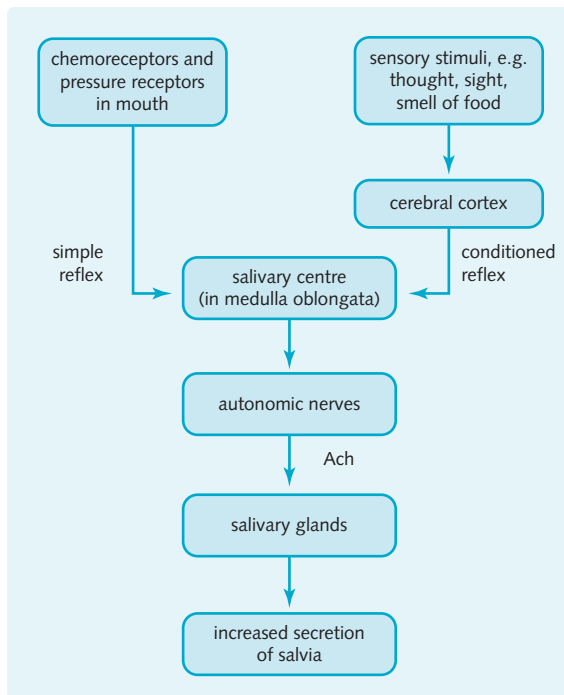 chemoreceptors and
pressure receptors
in mouth
sensory stimuli, e.g.
thought, sight,
smell of food
cerebral cortex
simple
reflex
conditioned
reflex
salivary centre
(in medulla oblongata)
autonomic nerves
Ach
salivary glands
increased secretion
of salvia